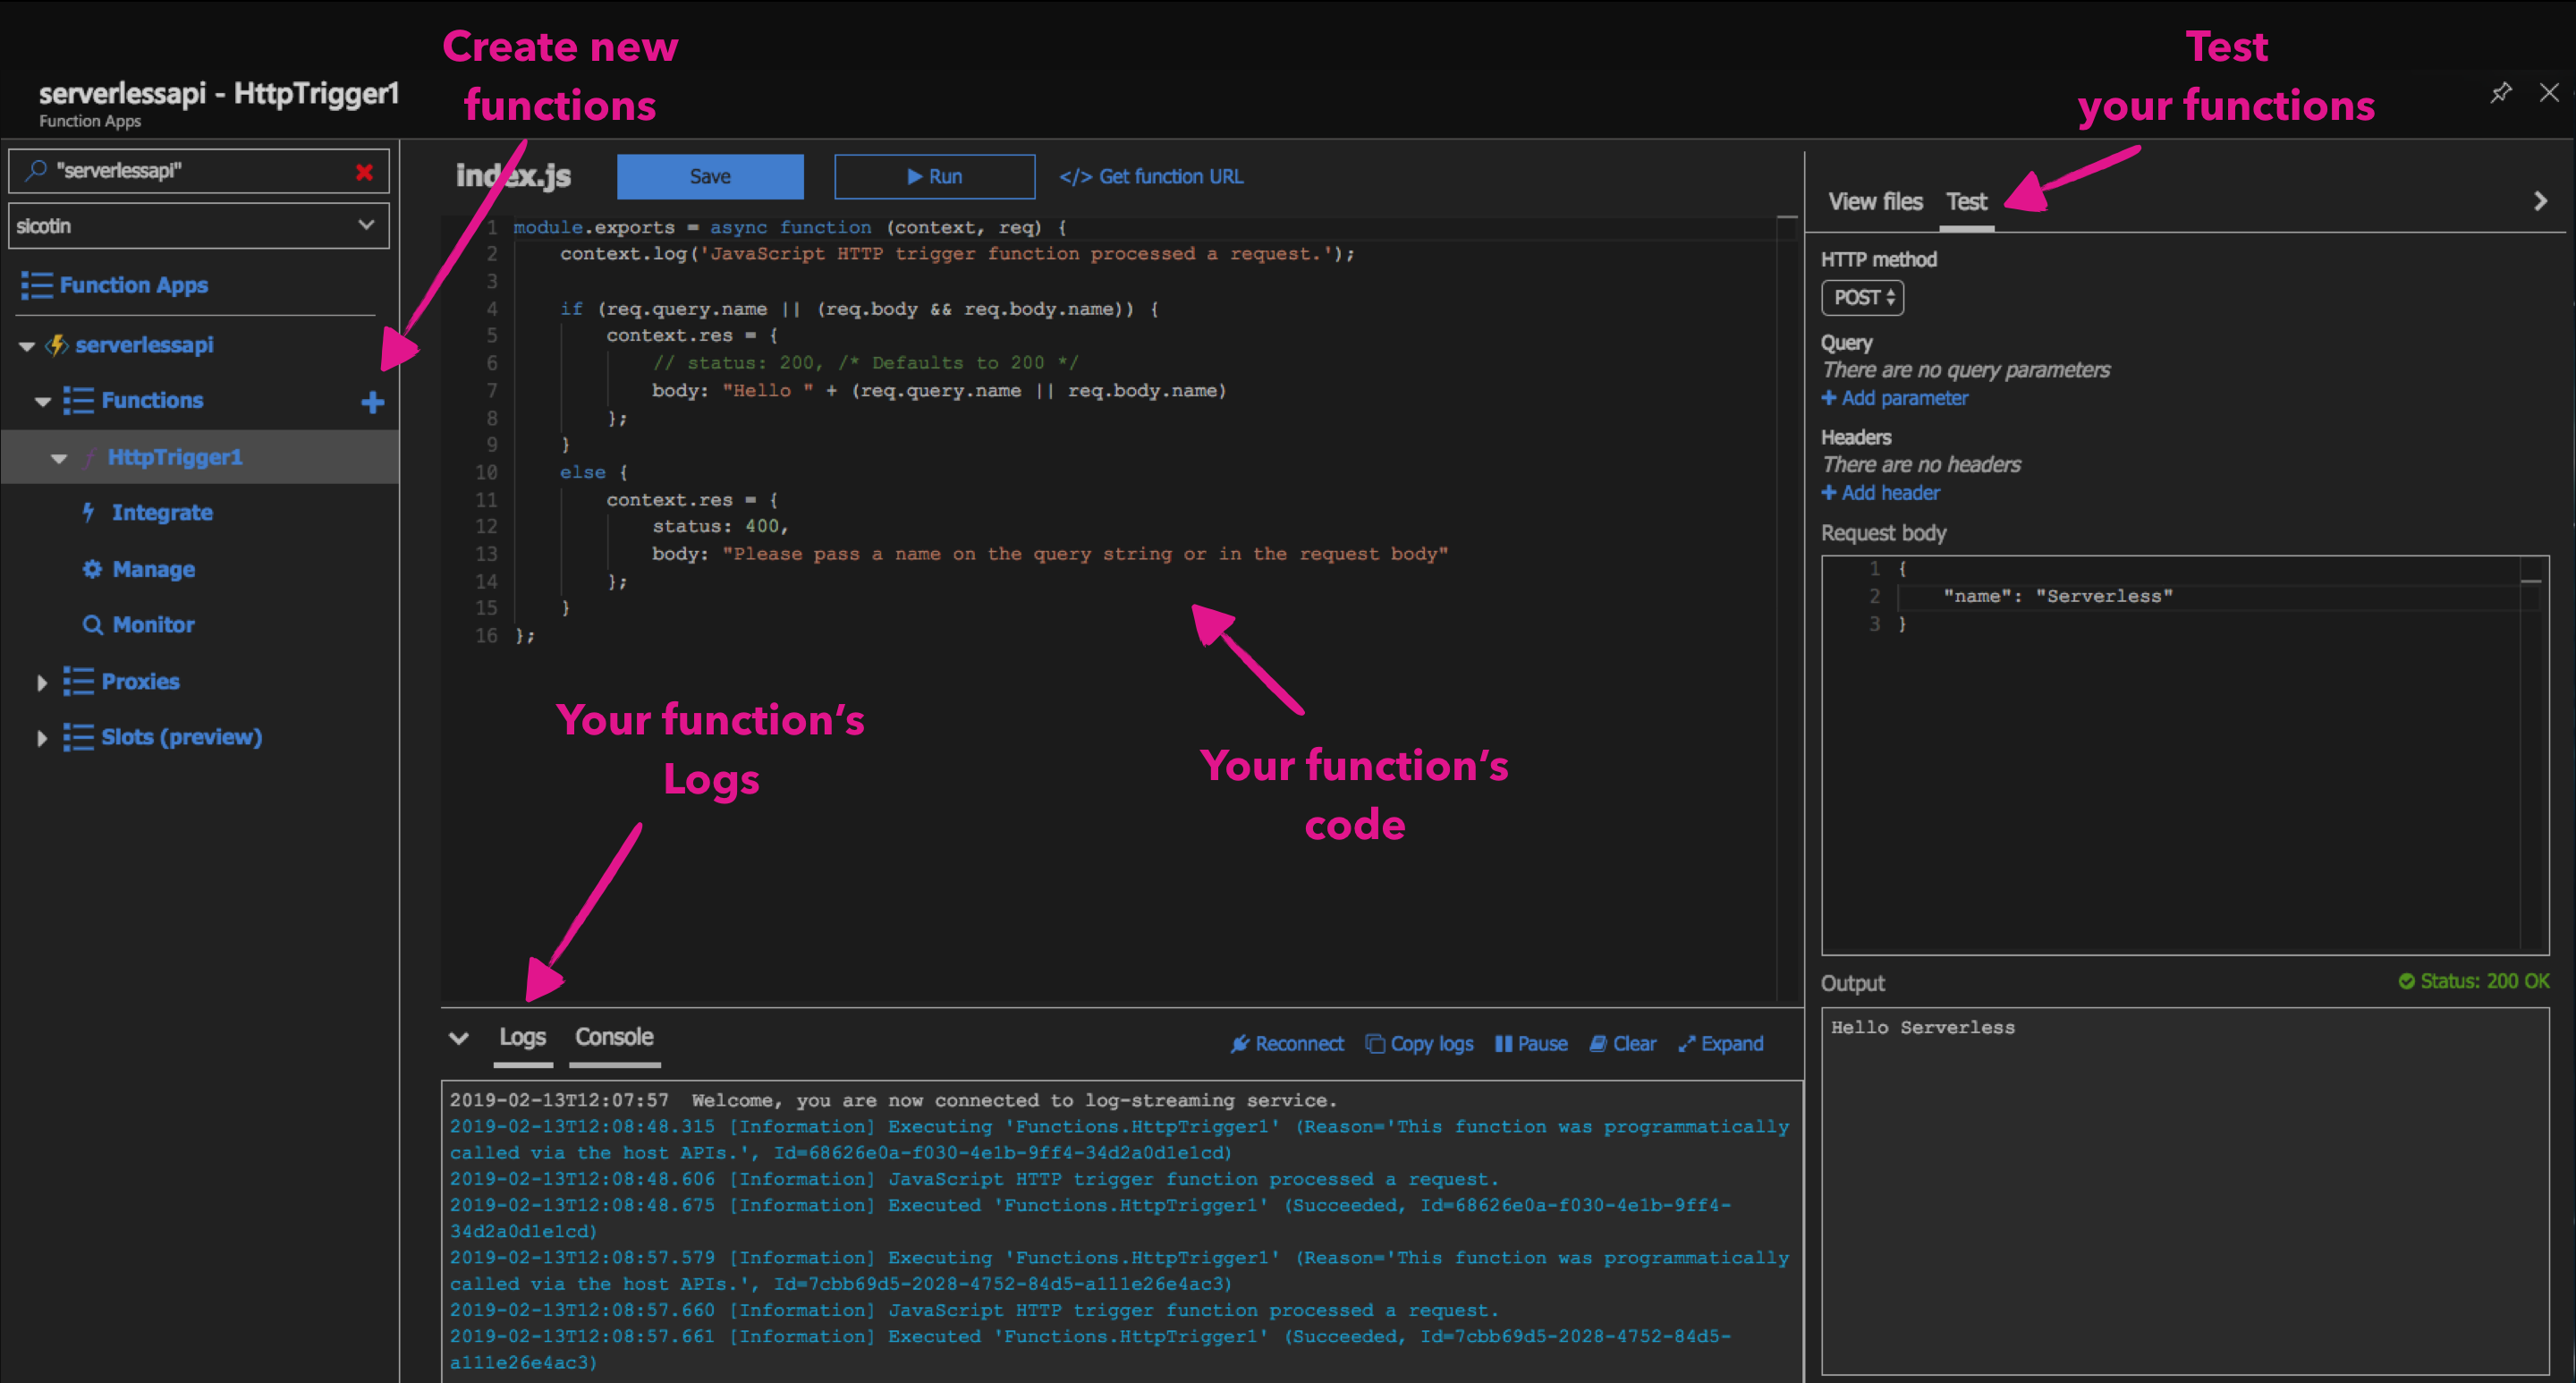 Create new
functions
Test
your functions
serverlessapi - HttpTrigger1
Function Apps
"serverlessapi"
sicotin
Function Apps
serverlessapi
Functions
HttpTrigger1
Integrate
Manage
Monitor
Proxies
Slots (preview)
index.js
Save
Run
</> Get function URL
1 module.exports = async function (context, req) {
2 context.log('JavaScript HTTP trigger function processed a request.');
3
4 if (req.query.name || (req.body && req.body.name)) {
5 context.res = {
6 // status: 200, /* Defaults to 200 */
7 body: "Hello " + (req.query.name || req.body.name)
8 };
9 }
10 else {
11 context.res = {
12 status: 400,
13 body: "Please pass a name on the query string or in the request body"
14 };
15 }
16 };
Your function's
Logs
Your function's
code
Logs Console
Reconnect Copy logs Pause Clear Expand
2019-02-13T12:07:57 Welcome, you are now connected to log-streaming service.
2019-02-13T12:08:48.315 [Information] Executing 'Functions.HttpTrigger1' (Reason='This function was programmatically
called via the host APIs.', Id=68626e0a-f030-4e1b-9ff4-34d2a0d1e1cd)
2019-02-13T12:08:48.606 [Information] JavaScript HTTP trigger function processed a request.
2019-02-13T12:08:48.675 [Information] Executed 'Functions.HttpTrigger1' (Succeeded, Id=68626e0a-f030-4e1b-9ff4-
34d2a0d1e1cd)
2019-02-13T12:08:57.579 [Information] Executing 'Functions.HttpTrigger1' (Reason='This function was programmatically
called via the host APIs.', Id=7cbb69d5-2028-4752-84d5-a111e26e4ac3)
2019-02-13T12:08:57.660 [Information] JavaScript HTTP trigger function processed a request.
2019-02-13T12:08:57.661 [Information] Executed 'Functions.HttpTrigger1' (Succeeded, Id=7cbb69d5-2028-4752-84d5-
a111e26e4ac3)
View files Test
HTTP method
POST
Query
There are no query parameters
+ Add parameter
Headers
There are no headers
+ Add header
Request body
1 {
2 "name": "Serverless"
3 }
Output
Status: 200 OK
Hello Serverless